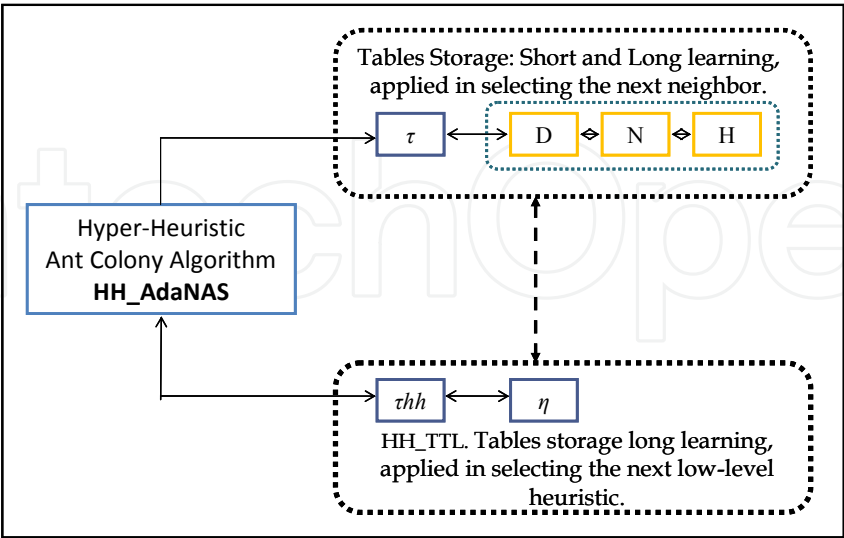 Tables Storage: Short and Long learning,
applied in selecting the next neighbor.
τ
D
N
H
Hyper-Heuristic
Ant Colony Algorithm
HH_AdaNAS
τhh
η
HH_TTL. Tables storage long learning,
applied in selecting the next low-level
heuristic.